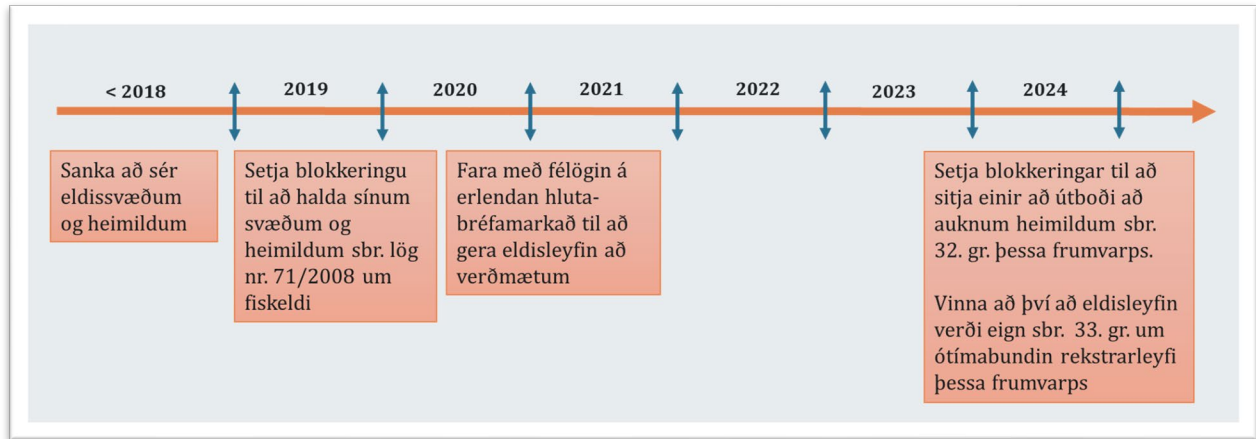 < 2018
2019
2020
2021
2022
2023
2024
Sanka að sér
eldissvæðum
og heimildum
Setja blokkeringu
til að halda sínum
svæðum og
heimildum sbr. lög
nr. 71/2008 um
fiskeldi
Fara með félögin á
erlendan hluta-
bréfamarkað til að
gera eldisleyfin að
verðmætum
Setja blokkeringar til að
sitja einir að útboði að
auknum heimildum sbr.
32. gr. þessa frumvarps.
Vinna að því að eldisleyfin
verði eign sbr. 33. gr. um
ótímabundin rekstrarleyfi
þessa frumvarps